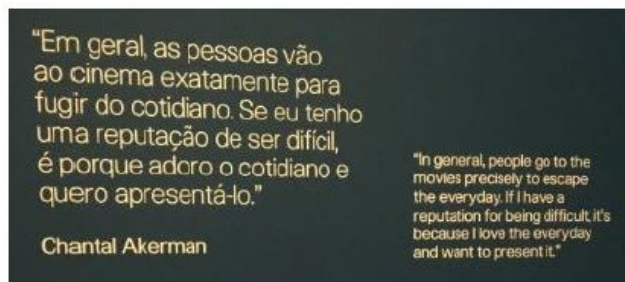 “Em geral, as pessoas vão
ao cinema exatamente para
fugir do cotidiano. Se eu tenho
uma reputação de ser difícil,
é porque adoro o cotidiano e
quero apresentá-lo.”
Chantal Akerman
“In general, people go to the
movies precisely to escape
the everyday. If I have a
reputation for being difficult, it's
because I love the everyday
and want to present it.”